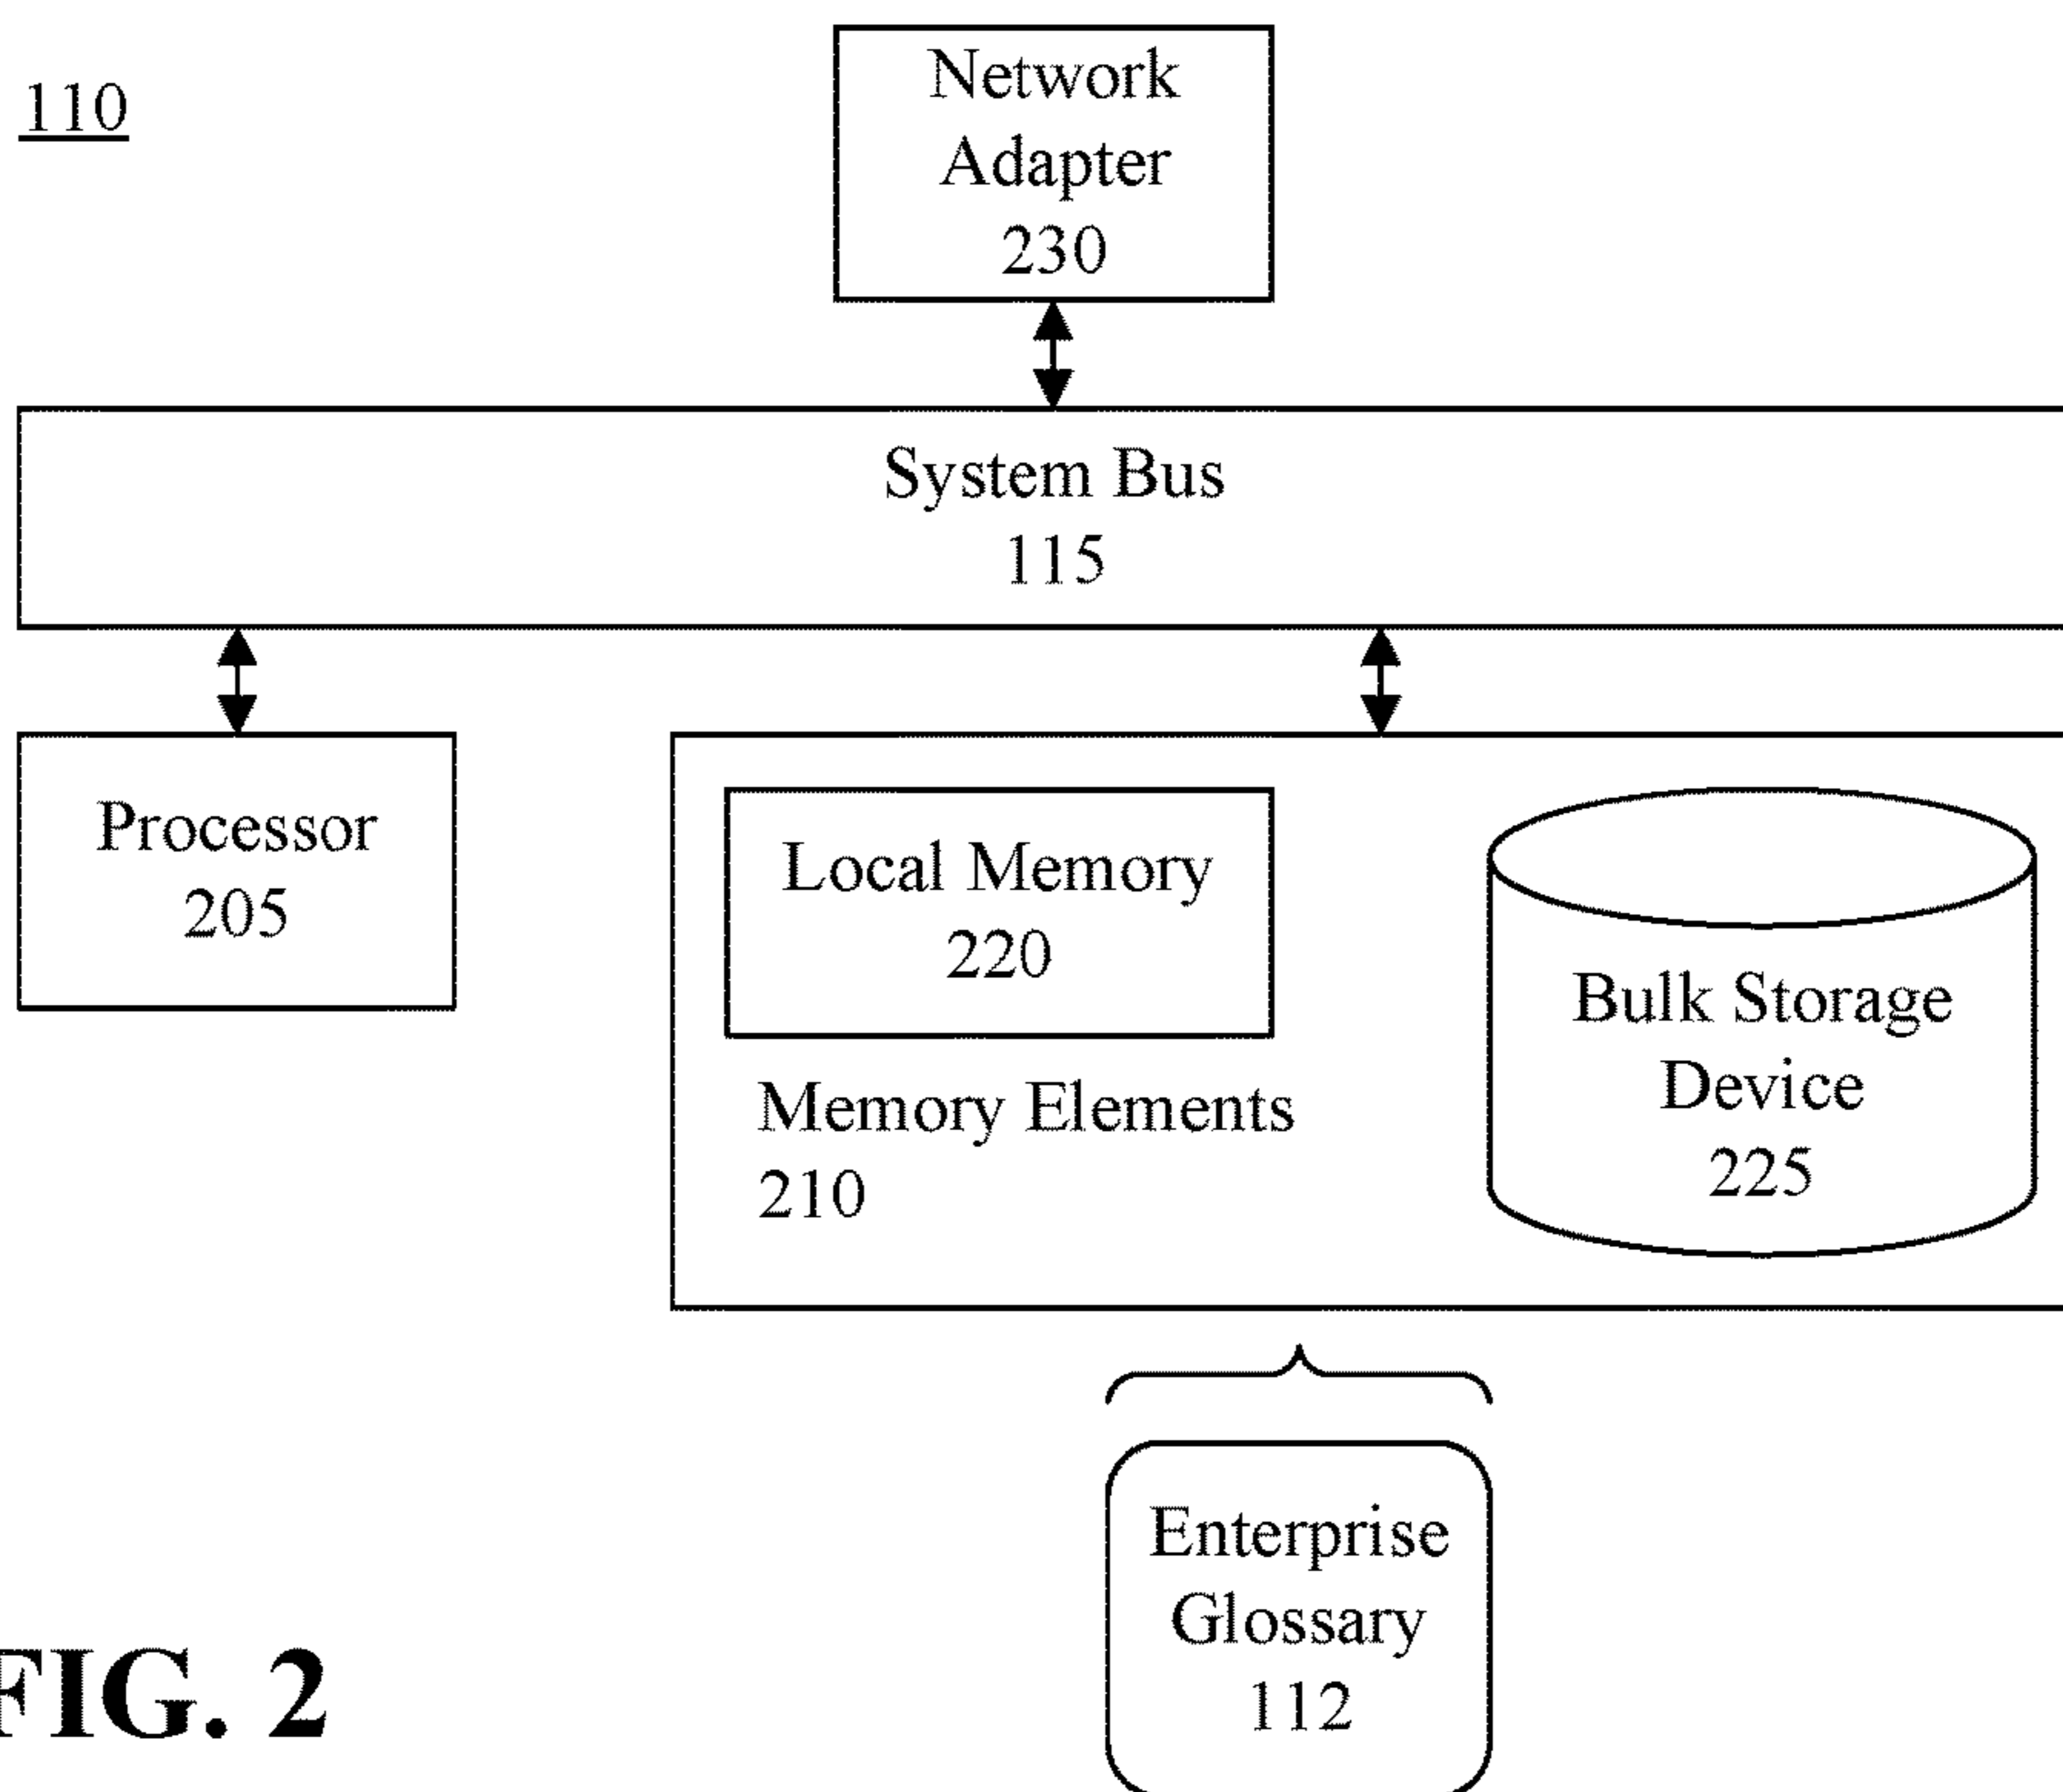 110
Network
Adapter
230
System Bus
115
Processor
205
Local Memory
220
Memory Elements
210
Bulk Storage
Device
225
Enterprise
Glossary
112
FIG. 2